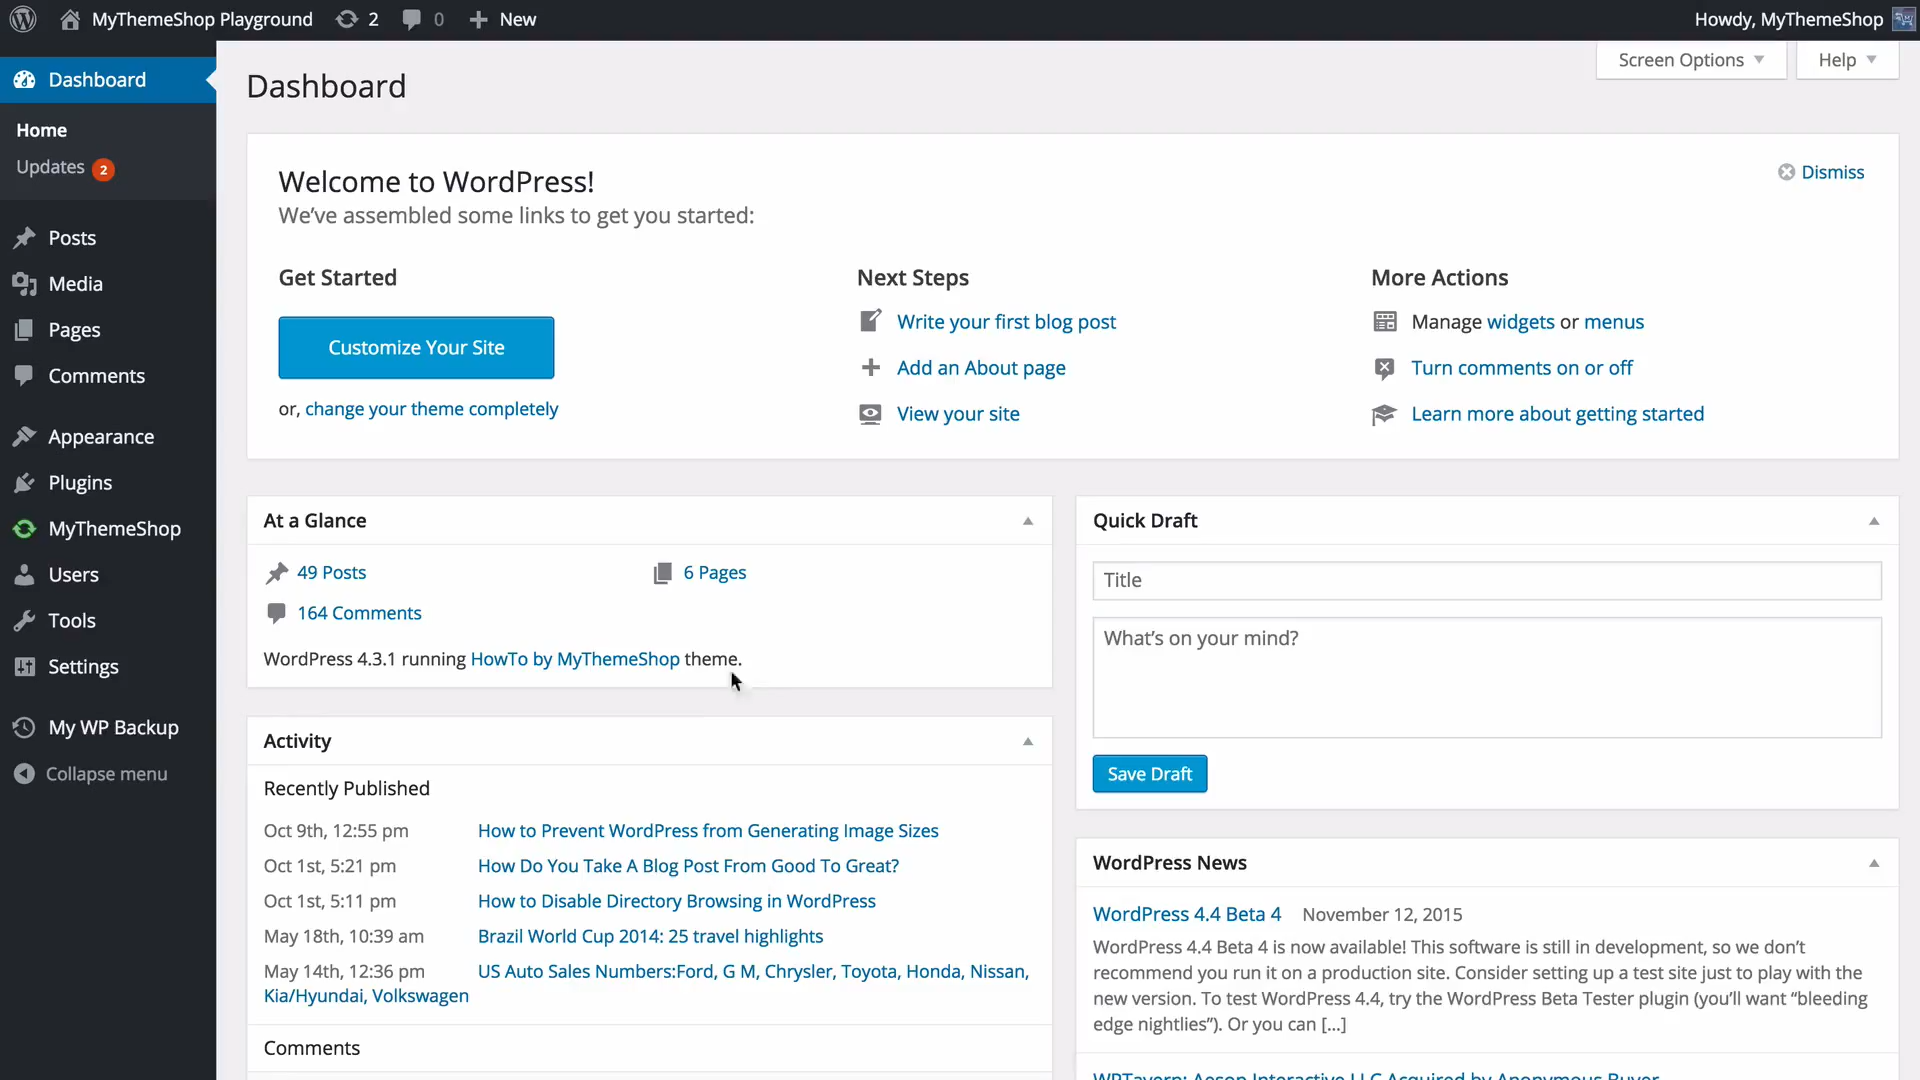 MyThemeShop Playground 2 0 New Howdy, MyThemeShop
Dashboard
Home
Updates 2
Posts
Media
Pages
Comments
Appearance
Plugins
MyThemeShop
Users
Tools
Settings
My WP Backup
Collapse menu
Screen Options Help
Dashboard
Welcome to WordPress!
Dismiss
We've assembled some links to get you started:
Get Started
Customize Your Site
or, change your theme completely
Next Steps
Write your first blog post
Add an About page
View your site
More Actions
Manage widgets or menus
Turn comments on or off
Learn more about getting started
At a Glance
49 Posts 6 Pages
164 Comments
WordPress 4.3.1 running HowTo by MyThemeShop theme.
Activity
Recently Published
Oct 9th, 12:55 pm How to Prevent WordPress from Generating Image Sizes
Oct 1st, 5:21 pm How Do You Take A Blog Post From Good To Great?
Oct 1st, 5:11 pm How to Disable Directory Browsing in WordPress
May 18th, 10:39 am Brazil World Cup 2014: 25 travel highlights
May 14th, 12:36 pm US Auto Sales Numbers:Ford, G M, Chrysler, Toyota, Honda, Nissan,
Kia/Hyundai, Volkswagen
Comments
Quick Draft
Title
What's on your mind?
Save Draft
WordPress News
WordPress 4.4 Beta 4 November 12, 2015
WordPress 4.4 Beta 4 is now available! This software is still in development, so we don't
recommend you run it on a production site. Consider setting up a test site just to play with the
new version. To test WordPress 4.4, try the WordPress Beta Tester plugin (you'll want “bleeding
edge nightlies”). Or you can [...]
WPTavern: Aesop Interactive LLC Acquired by Anonymous Buyer